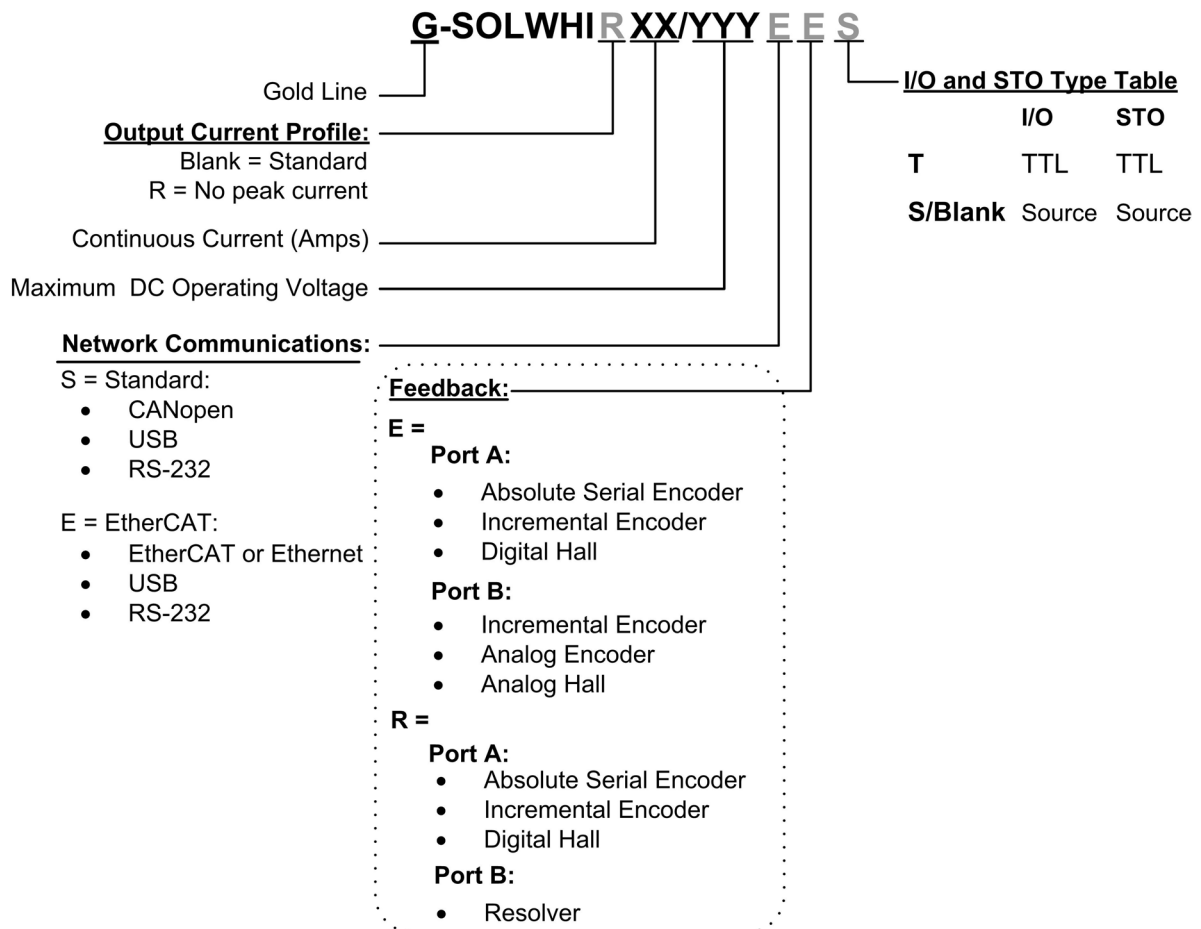 G-SOLWHIRXX/YYYEES
Gold Line
Output Current Profile:
Blank = Standard
R = No peak current
Continuous Current (Amps)
Maximum DC Operating Voltage
Network Communications:
S = Standard:
• CANopen
• USB
• RS-232
E = EtherCAT:
• EtherCAT or Ethernet
• USB
• RS-232
Feedback:
E =
Port A:
• Absolute Serial Encoder
• Incremental Encoder
• Digital Hall
Port B:
• Incremental Encoder
• Analog Encoder
• Analog Hall
R =
Port A:
• Absolute Serial Encoder
• Incremental Encoder
• Digital Hall
Port B:
• Resolver
I/O and STO Type Table
I/O STO
T TTL TTL
S/Blank Source Source